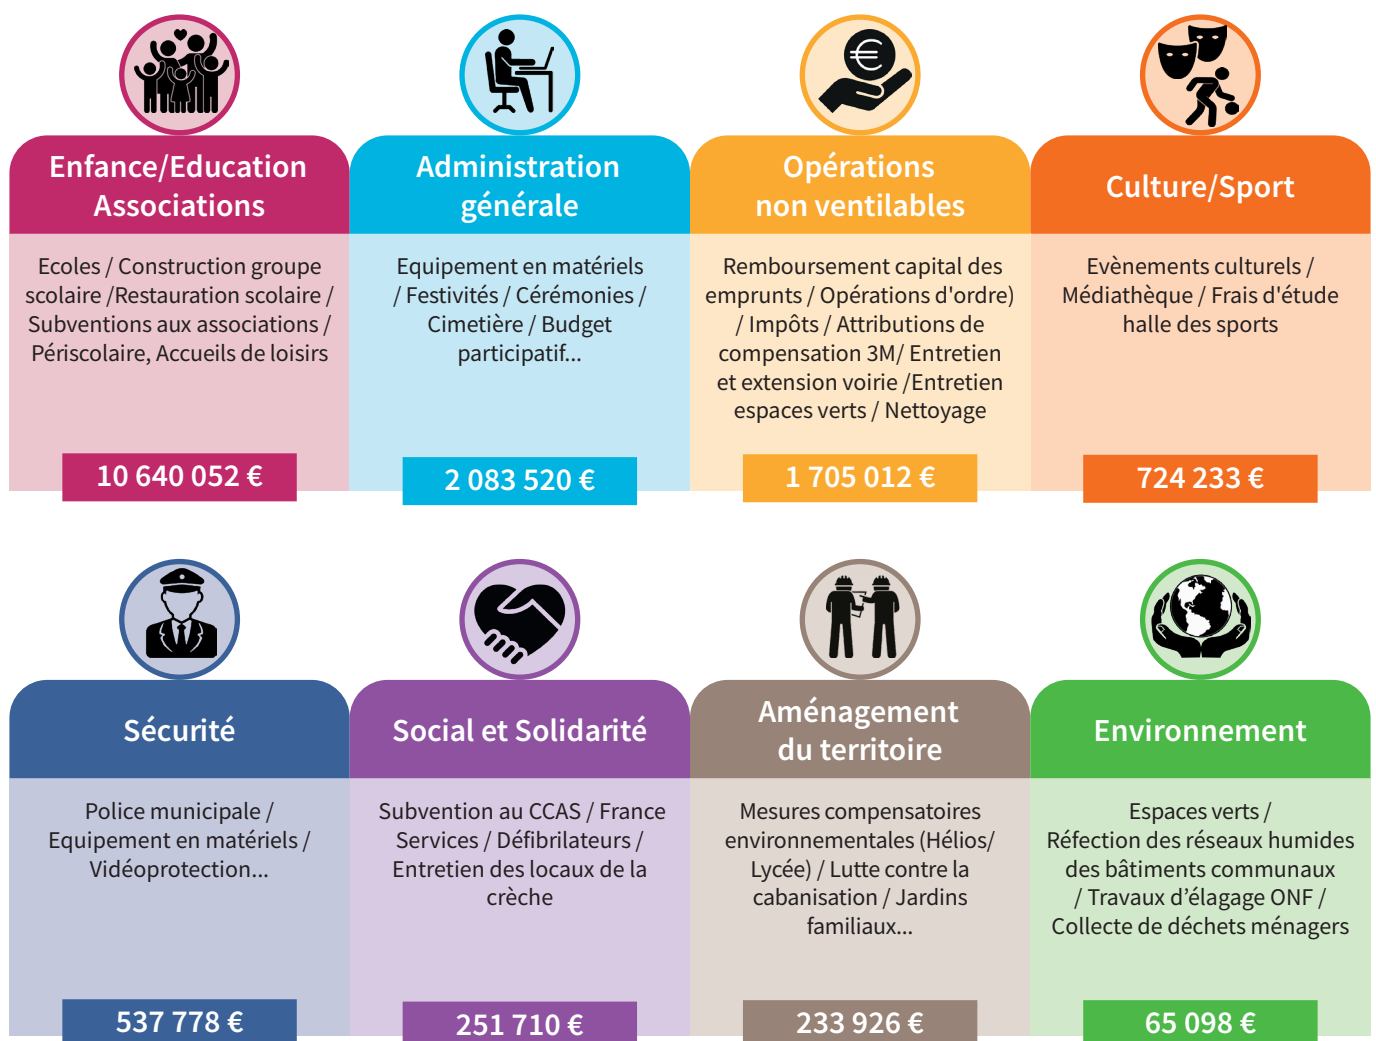 Enfance/Education
Associations
Ecoles / Construction groupe
scolaire /Restauration scolaire /
Subventions aux associations /
Périscolaire, Accueils de loisirs
10 640 052 €
Administration
générale
Equipement en matériels
/ Festivités / Cérémonies /
Cimetière / Budget
participatif...
2 083 520 €
Opérations
non ventilables
Remboursement capital des
emprunts / Opérations d'ordre)
/ Impôts / Attributions de
compensation 3M/ Entretien
et extension voirie /Entretien
espaces verts / Nettoyage
1 705 012 €
Culture/Sport
Evènements culturels /
Médiathèque / Frais d'étude
halle des sports
724 233 €
Sécurité
Police municipale /
Equipement en matériels /
Vidéoprotection...
537 778 €
Social et Solidarité
Subvention au CCAS / France
Services / Défibrilateurs /
Entretien des locaux de la
crèche
251 710 €
Aménagement
du territoire
Mesures compensatoires
environnementales (Hélios/
Lycée) / Lutte contre la
cabanisation / Jardins
familiaux...
233 926 €
Environnement
Espaces verts /
Réfection des réseaux humides
des bâtiments communaux
/ Travaux d’élagage ONF /
Collecte de déchets ménagers
65 098 €